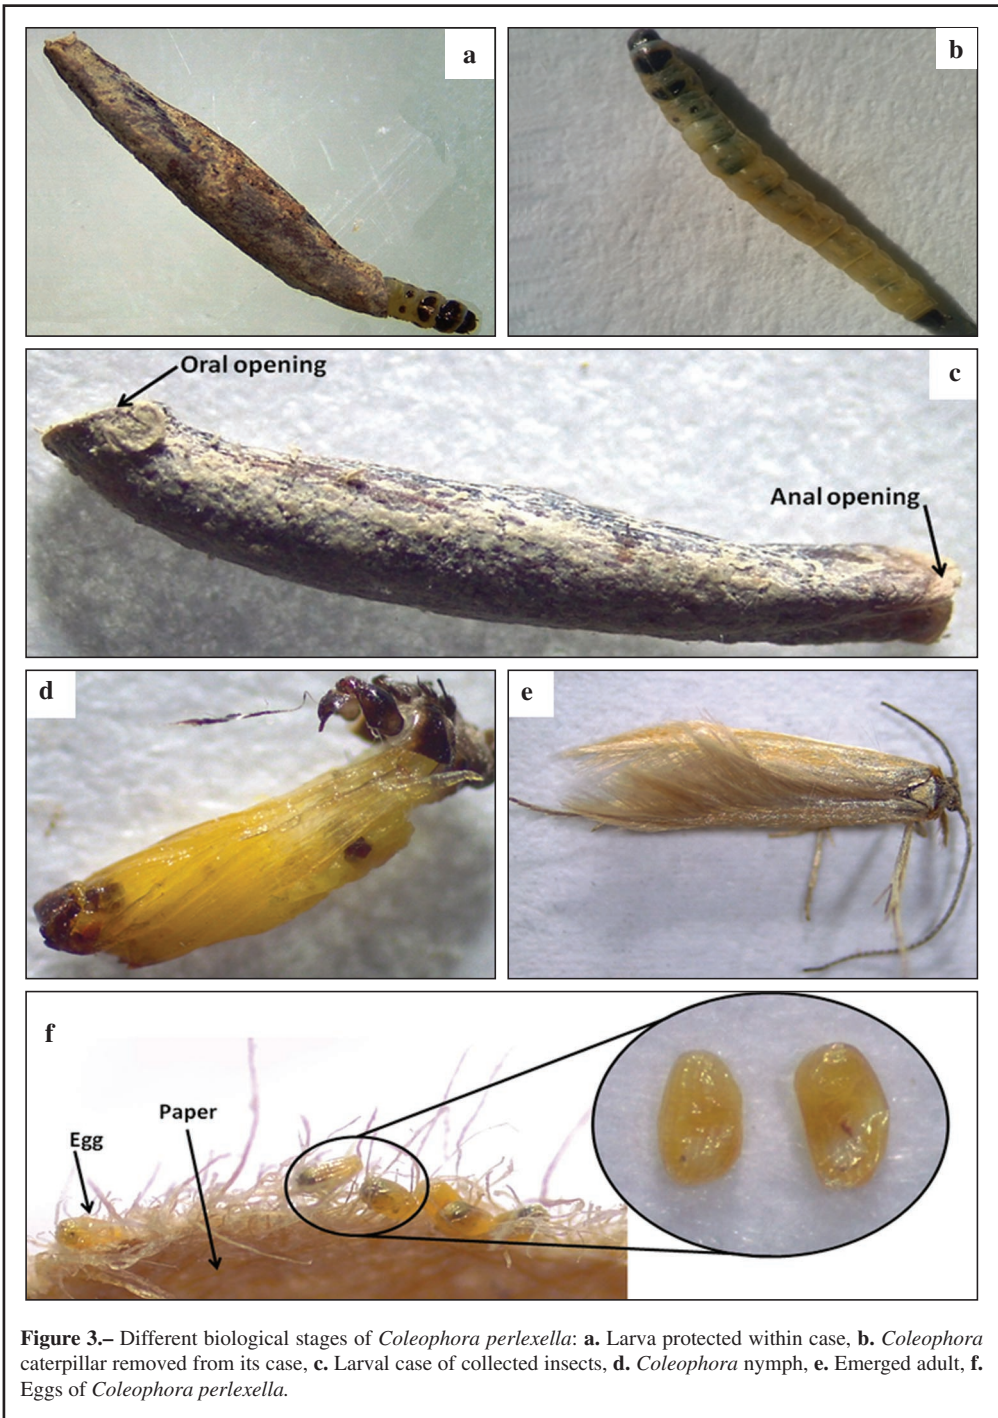 a
b
Oral opening
c
Anal opening
d
e
f
Paper
Egg
Figure 3.– Different biological stages of Coleophora perlexella: a. Larva protected within case, b. Coleophora
caterpillar removed from its case, c. Larval case of collected insects, d. Coleophora nymph, e. Emerged adult, f.
Eggs of Coleophora perlexella.